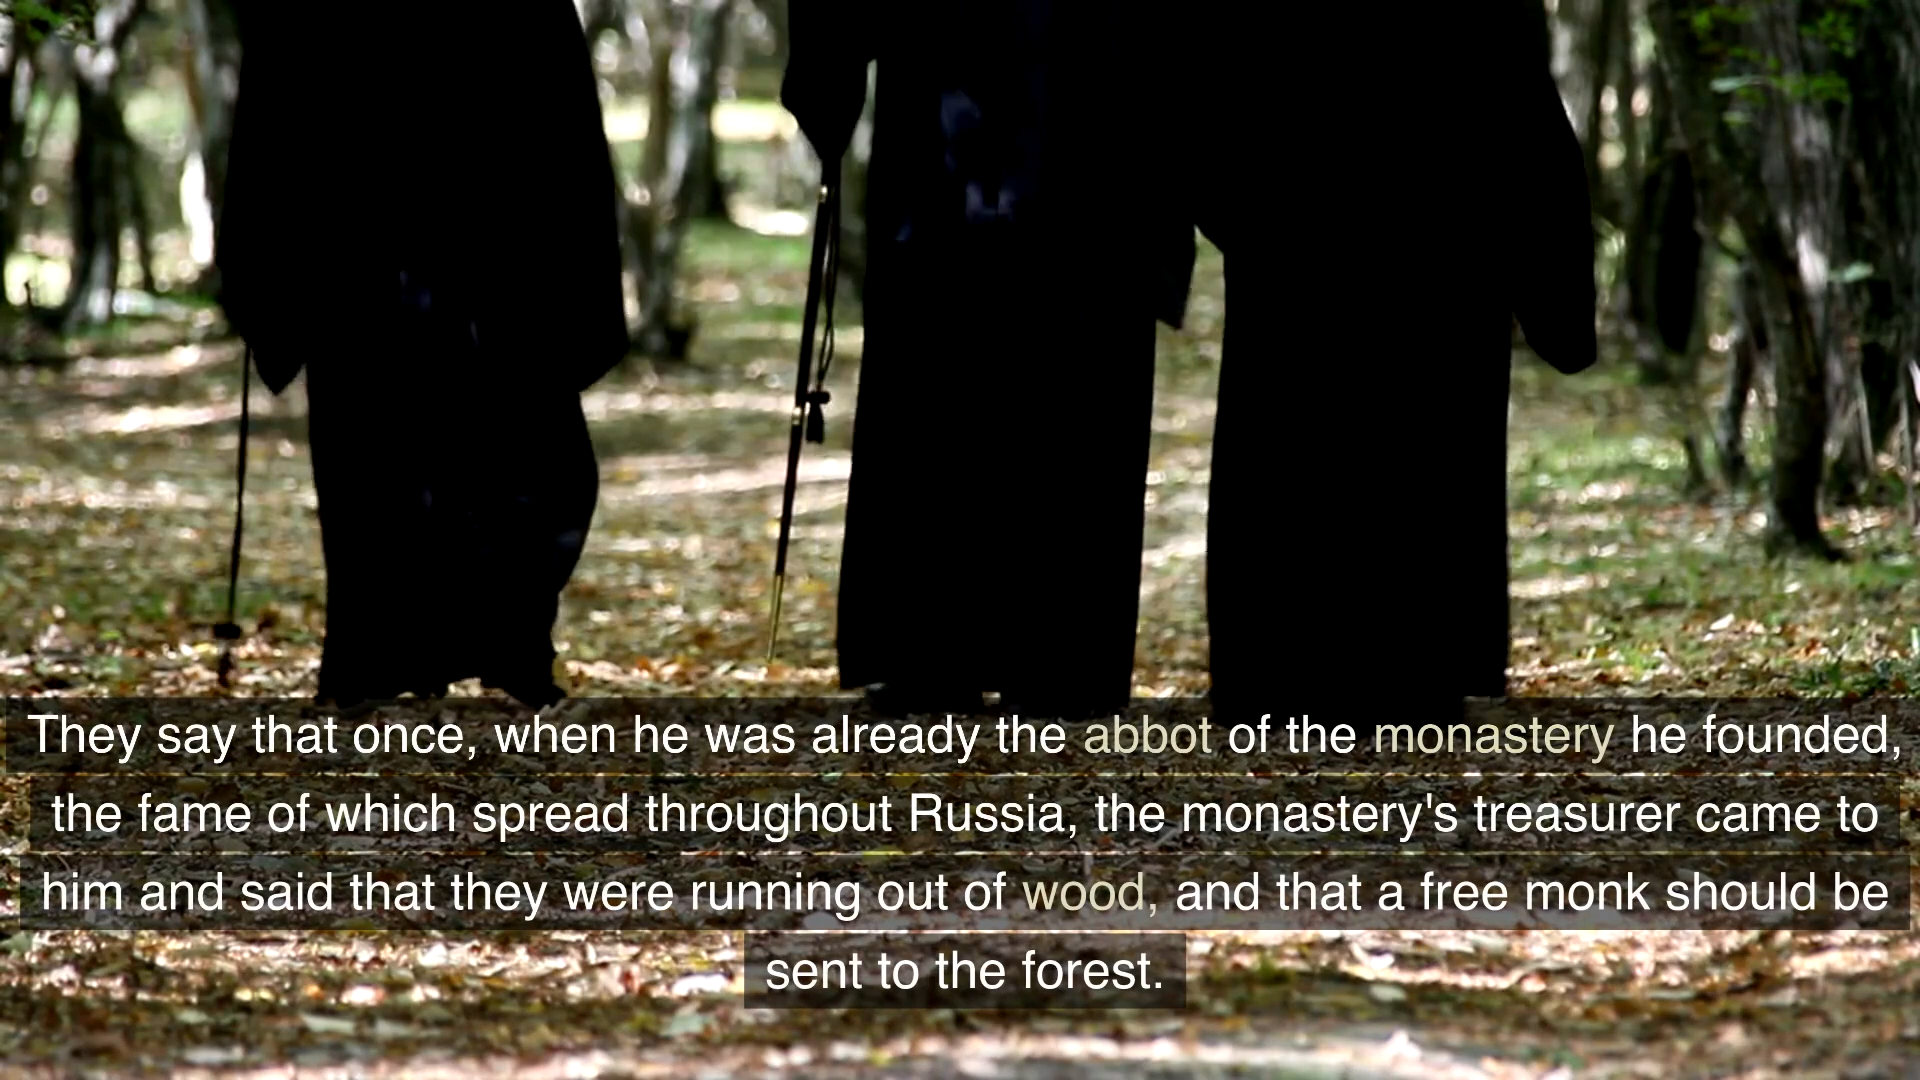 They say that once, when he was already the abbot of the monastery he founded,
the fame of which spread throughout Russia, the monastery's treasurer came to
him and said that they were running out of wood, and that a free monk should be
sent to the forest.